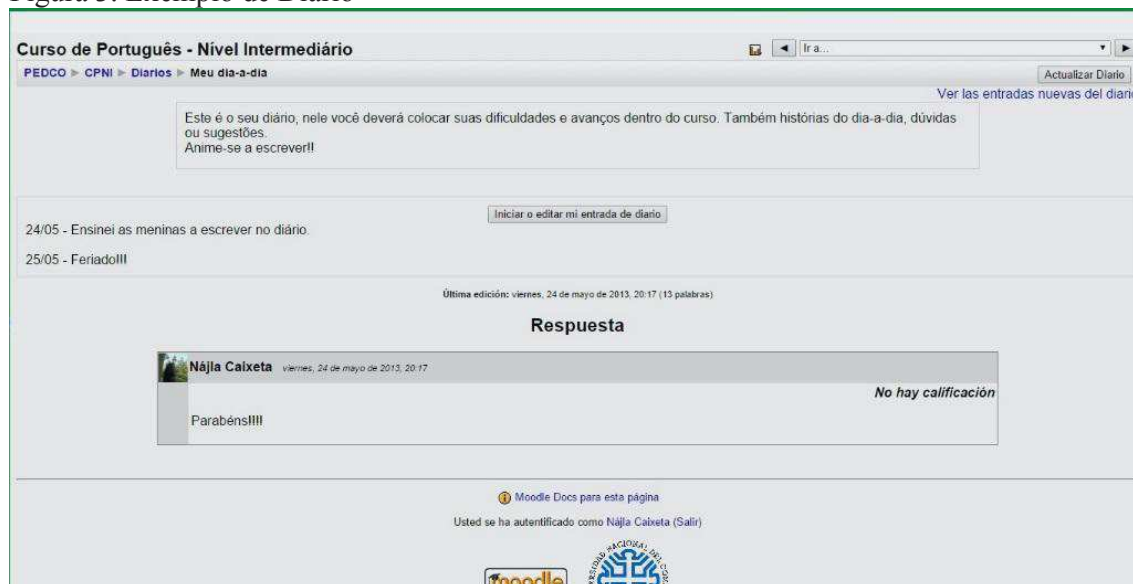 Curso de Português - Nível Intermediário
◄ Ir a... ►
PEDCO ► CPNI ► Diarios ► Meu dia-a-dia
Actualizar Diario
Ver las entradas nuevas del diario
Este é o seu diário, nele você deverá colocar suas dificuldades e avanços dentro do curso. Também histórias do dia-a-dia, dúvidas
ou sugestões.
Anime-se a escrever!!
Iniciar o editar mi entrada de diario
24/05 - Ensinei as meninas a escrever no diário.
25/05 - Feriado!!!
Última edición: viernes, 24 de mayo de 2013, 20:17 (13 palabras)
Respuesta
Nájla Caixeta viernes, 24 de mayo de 2013, 20:17
No hay calificación
Parabéns!!!!
Moodle Docs para esta página
Usted se ha autentificado como Nájla Caixeta (Salir)
moodle